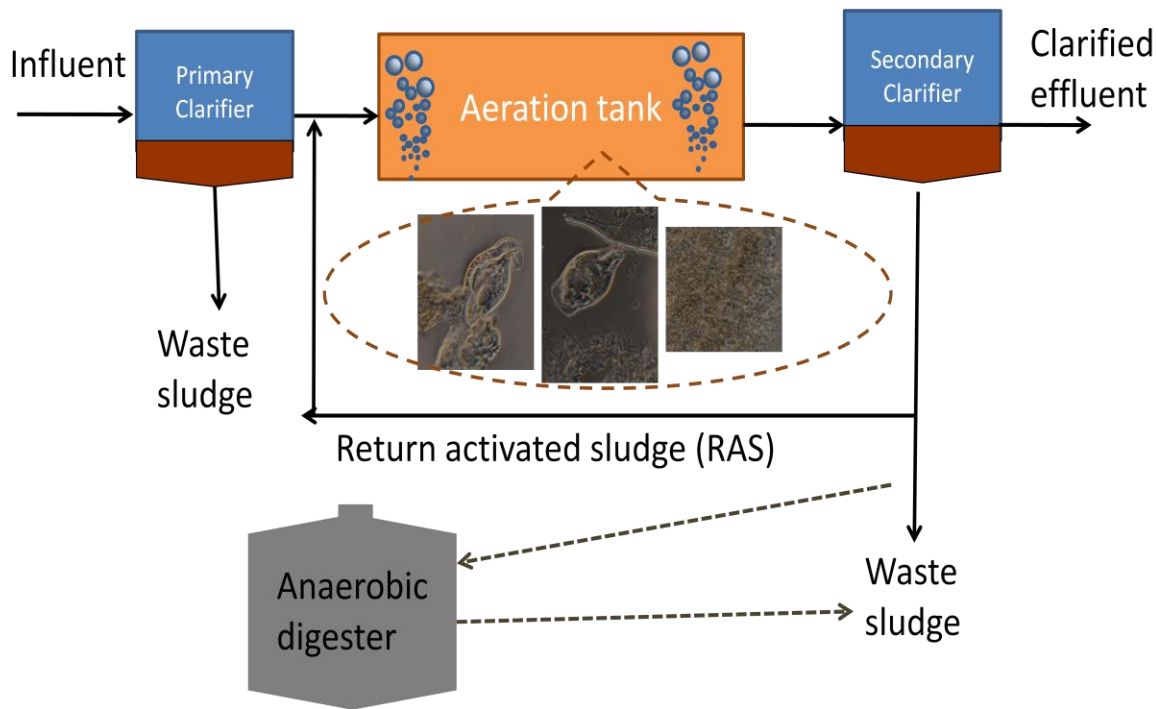 Influent
Primary
Clarifier
Aeration tank
Secondary
Clarifier
Clarified
effluent
Waste
sludge
Return activated sludge (RAS)
Anaerobic
digester
Waste
sludge